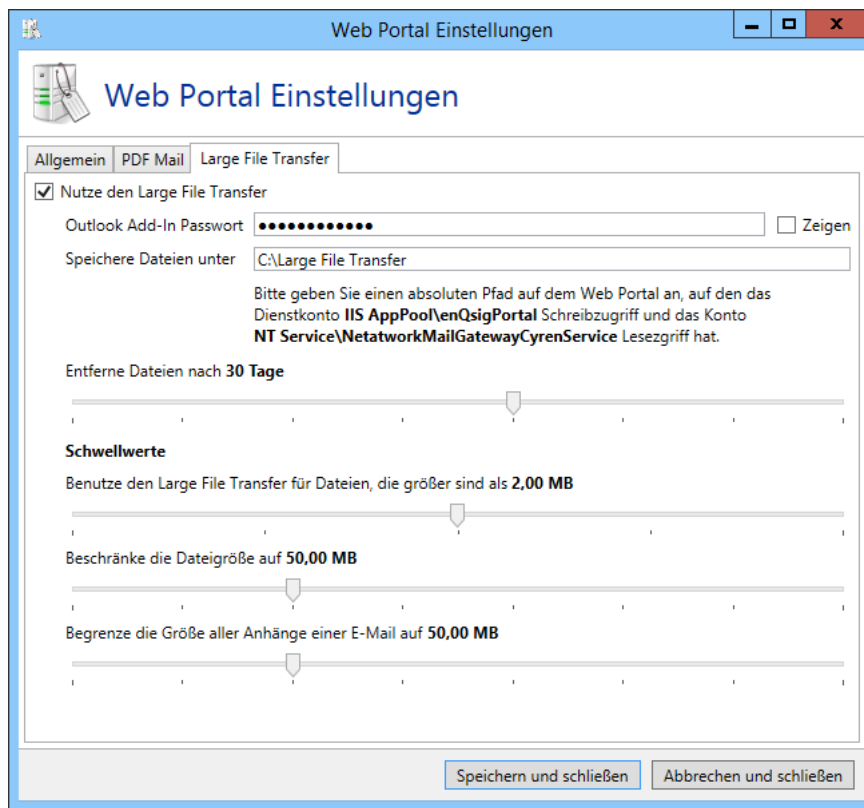 Web Portal Einstellungen
Web Portal Einstellungen
Allgemein PDF Mail Large File Transfer
Nutze den Large File Transfer
Outlook Add-In Passwort ●●●●●●●●●●●● Zeigen
Speichere Dateien unter C:\Large File Transfer
Bitte geben Sie einen absoluten Pfad auf dem Web Portal an, auf den das
Dienstkonto IIS AppPool\enQsigPortal Schreibzugriff und das Konto
NT Service\NetatworkMailGatewayCyrenService Lesezgriff hat.
Entferne Dateien nach 30 Tage
Schwellwerte
Benutze den Large File Transfer für Dateien, die größer sind als 2,00 MB
Beschränke die Dateigröße auf 50,00 MB
Begrenze die Größe aller Anhänge einer E-Mail auf 50,00 MB
Speichern und schließen Abbrechen und schließen